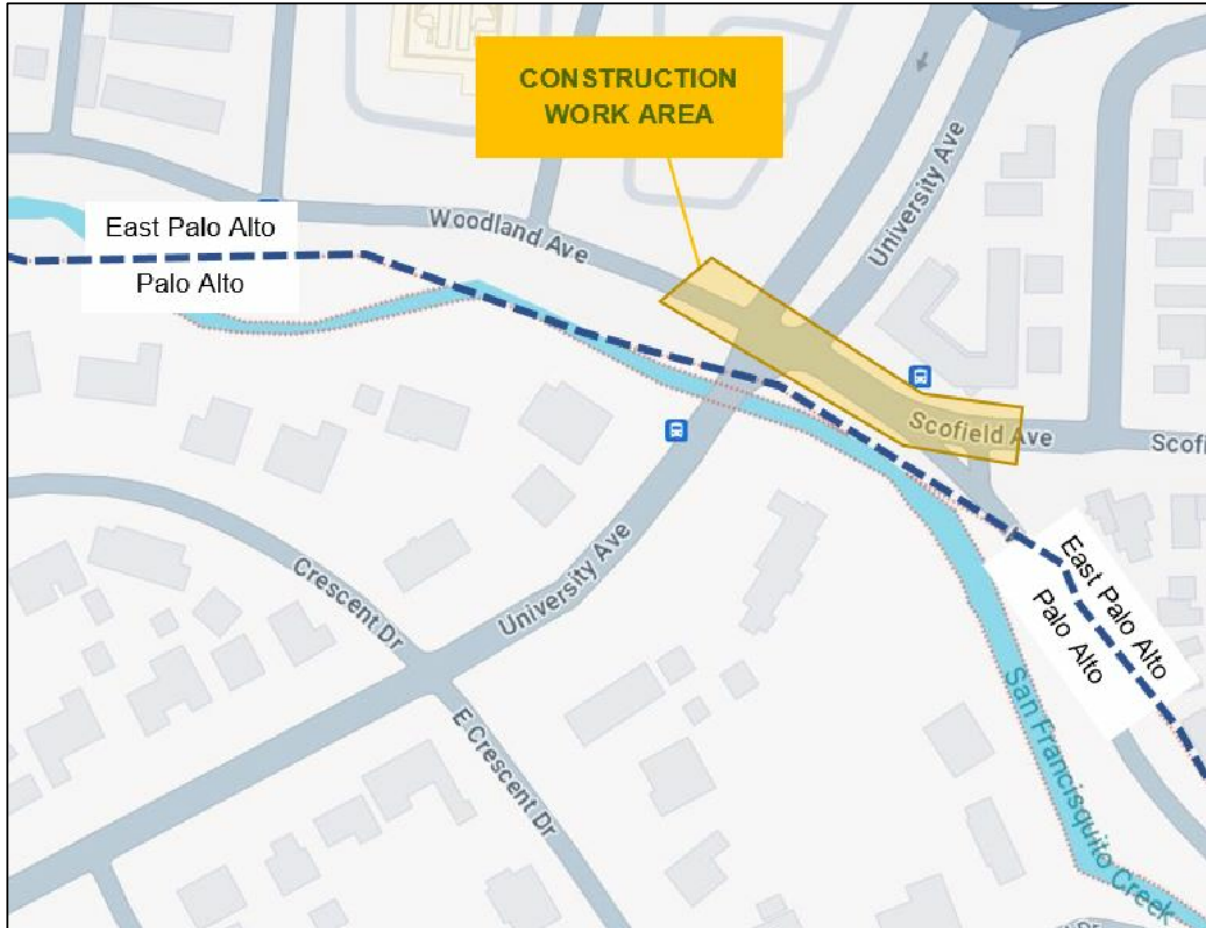 CONSTRUCTION
WORK AREA
University Ave
East Palo Alto
Palo Alto
Woodland Ave
Scofield Ave
Scofi
University Ave
Crescent Dr
E Crescent Dr
East Palo Alto
Palo Alto
San Francisquito Creek